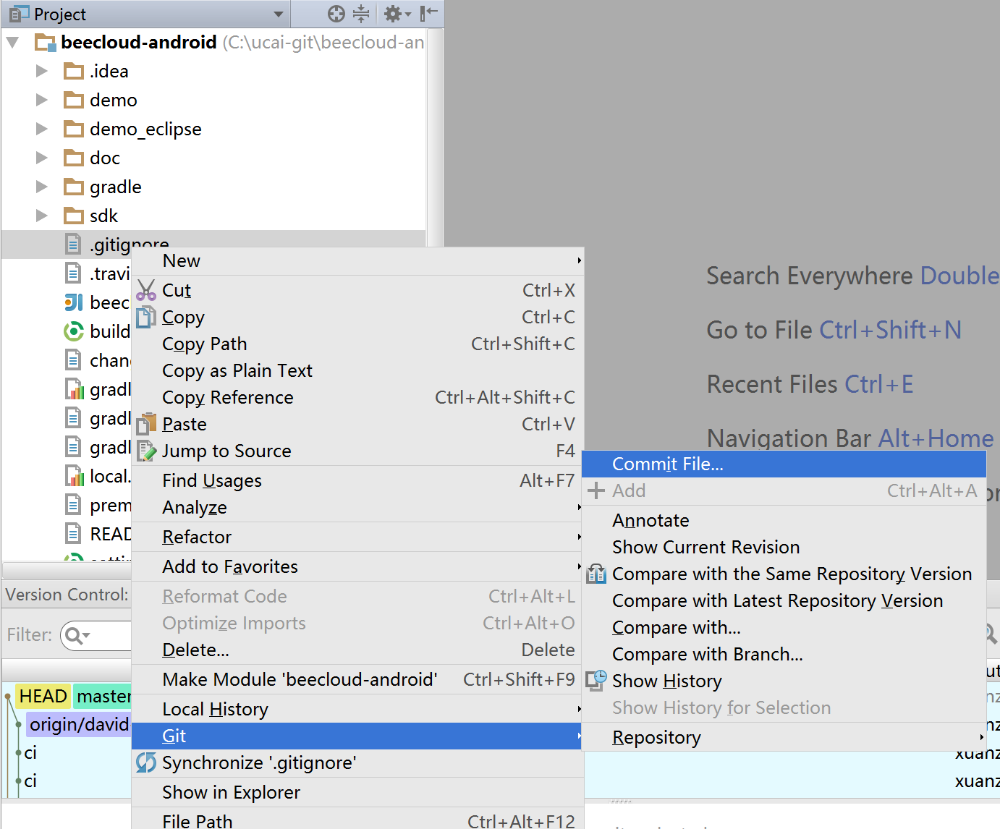 Project
beecloud-android (C:\ucai-git\beecloud-an
.idea
demo
demo_eclipse
doc
gradle
sdk
.gitignore
.travi
beec
build
chan
gradl
gradl
gradl
local.
prem
READ
New
Cut Ctrl+X
Copy Ctrl+C
Copy Path Ctrl+Shift+C
Copy as Plain Text
Copy Reference Ctrl+Alt+Shift+C
Paste Ctrl+V
Jump to Source F4
Find Usages Alt+F7
Analyze
Refactor
Add to Favorites
Reformat Code Ctrl+Alt+L
Optimize Imports Ctrl+Alt+O
Delete... Delete
Make Module 'beecloud-android' Ctrl+Shift+F9
Local History
Git
Synchronize '.gitignore'
Show in Explorer
File Path Ctrl+Alt+F12
Search Everywhere Double
Go to File Ctrl+Shift+N
Recent Files Ctrl+E
Navigation Bar Alt+Home
Commit File...
Add Ctrl+Alt+A
Annotate
Show Current Revision
Compare with the Same Repository Version
Compare with Latest Repository Version
Compare with...
Compare with Branch...
Show History
Show History for Selection
Repository
Version Control:
Filter:
HEAD master
origin/david
ci
ci
xuanz
xuanz